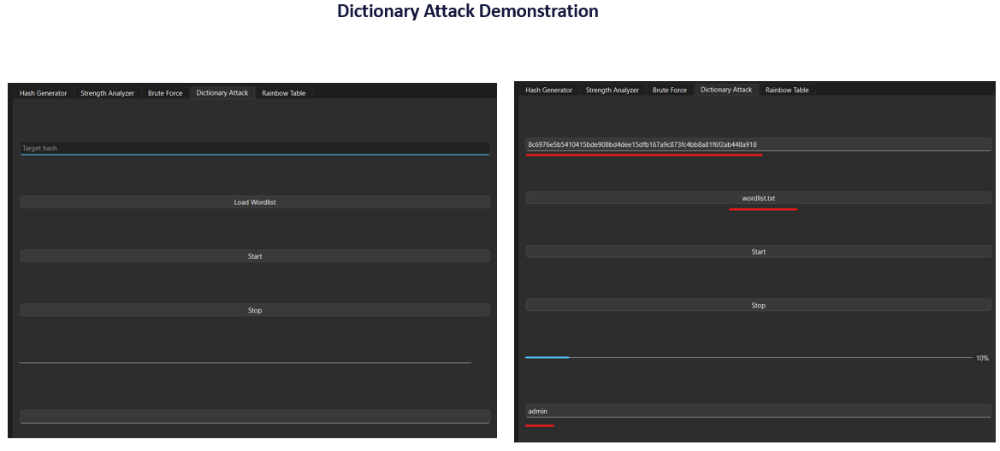 Dictionary Attack Demonstration
Hash Generator Strength Analyzer Brute Force Dictionary Attack Rainbow Table
Target hash
Load Wordlist
Start
Stop
Hash Generator Strength Analyzer Brute Force Dictionary Attack Rainbow Table
8c6976e5b5410415bde908bd4dee15dfb167a9c873fc4bb8a81f6f2ab448a918
wordlist.txt
Start
Stop
10%
admin